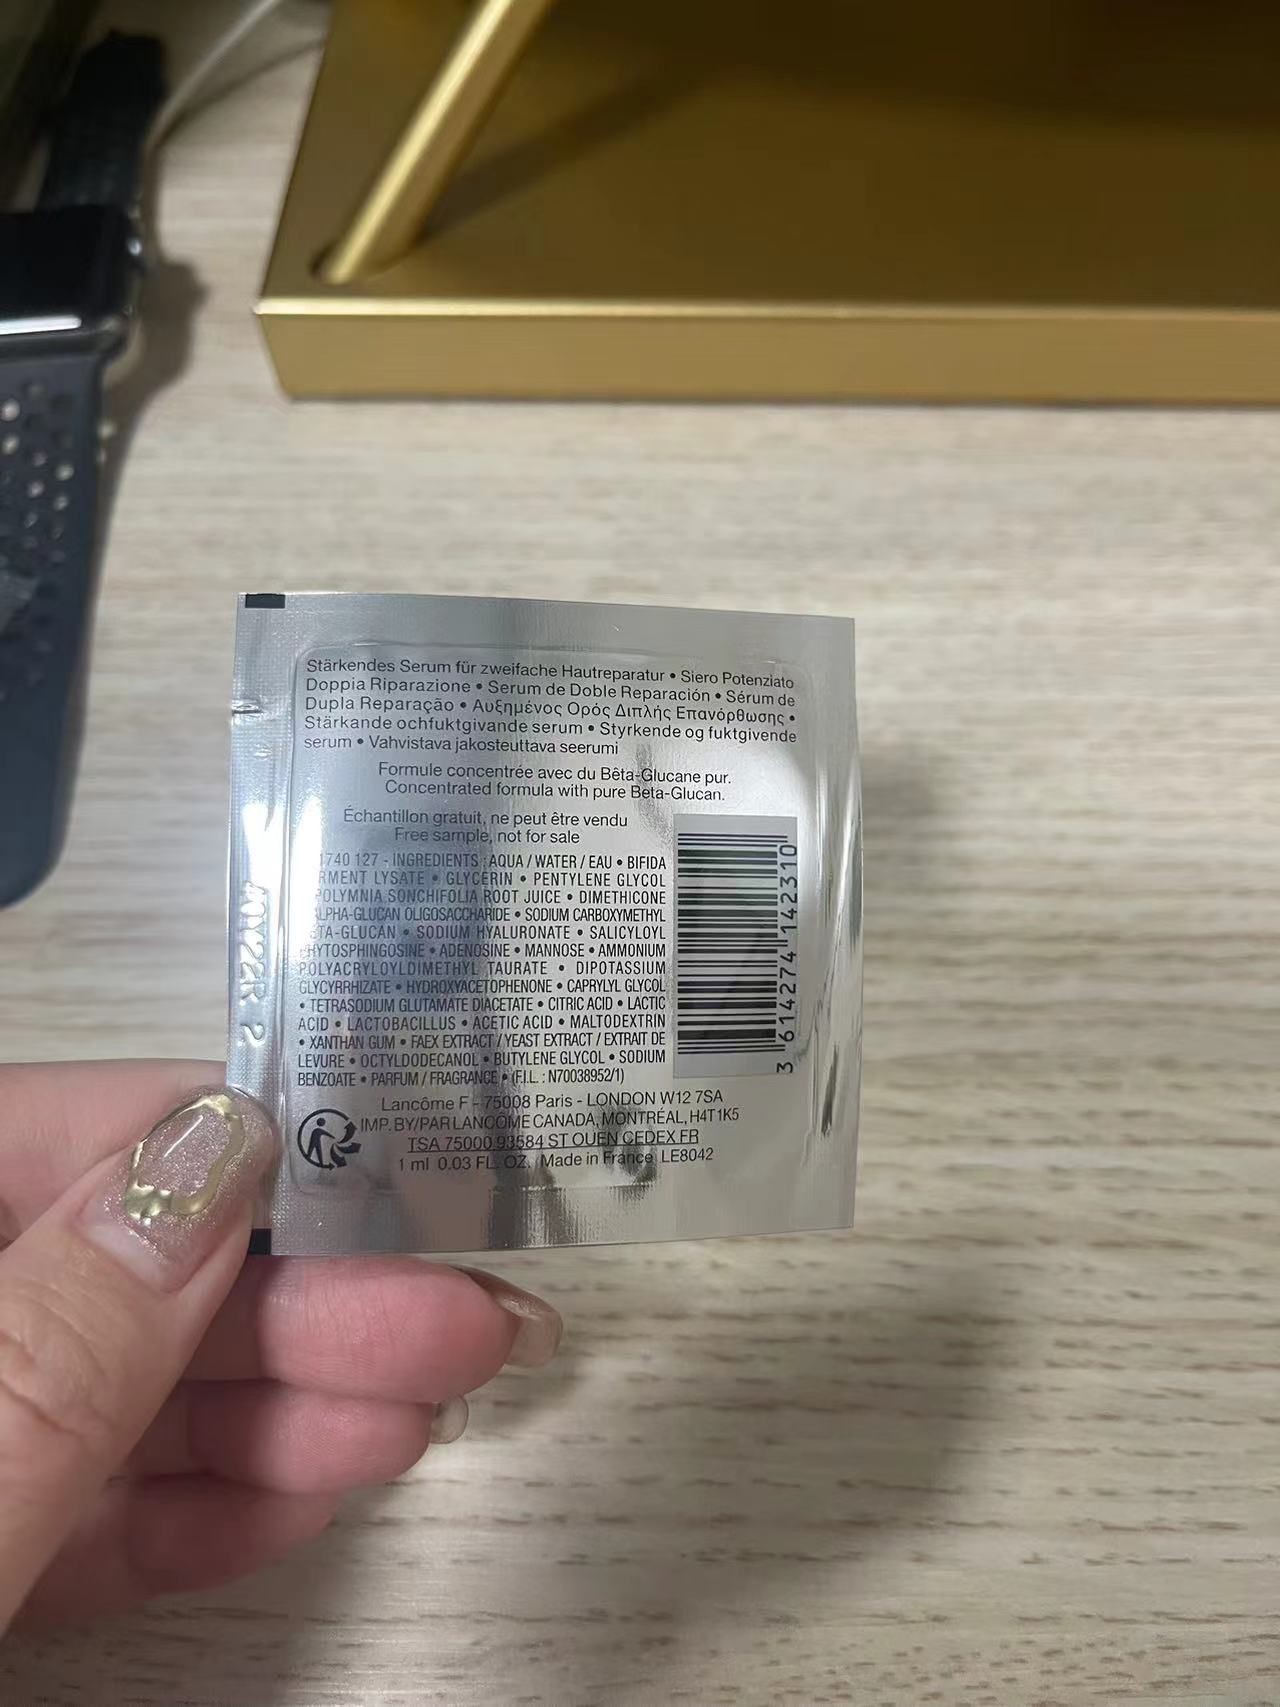 Stärkendes Serum für zweifache Hautreparatur • Siero Potenziato
Doppia Riparazione • Serum de Doble Reparación • Sérum de
Dupla Reparação • Αυξημένος Ορός Διπλής Επανόρθωσης •
Stärkande ochfuktgivande serum • Styrkende og fuktgivende
serum • Vahvistava jakosteuttava seerumi
Formule concentrée avec du Bêta-Glucane pur.
Concentrated formula with pure Beta-Glucan.
Échantillon gratuit, ne peut être vendu
Free sample, not for sale
1740 127 - INGREDIENTS : AQUA / WATER / EAU • BIFIDA
RMENT LYSATE • GLYCERIN • PENTYLENE GLYCOL
POLYMNIA SONCHIFOLIA ROOT JUICE • DIMETHICONE
ALPHA-GLUCAN OLIGOSACCHARIDE • SODIUM CARBOXYMETHYL
ETA-GLUCAN • SODIUM HYALURONATE • SALICYLOYL
PHYTOSPHINGOSINE • ADENOSINE • MANNOSE • AMMONIUM
POLYACRYLOYLDIMETHYL TAURATE • DIPOTASSIUM
GLYCYRRHIZATE • HYDROXYACETOPHENONE • CAPRYLYL GLYCOL
• TETRASODIUM GLUTAMATE DIACETATE • CITRIC ACID • LACTIC
ACID • LACTOBACILLUS • ACETIC ACID • MALTODEXTRIN
• XANTHAN GUM • FAEX EXTRACT / YEAST EXTRACT / EXTRAIT DE
LEVURE • OCTYLDODECANOL • BUTYLENE GLYCOL • SODIUM
BENZOATE • PARFUM / FRAGRANCE • (F.I.L. : N70038952/1)
3 614274 142310
Lancôme F - 75008 Paris - LONDON W12 7SA
IMP. BY/PAR LANCÔME CANADA, MONTRÉAL, H4T 1K5
TSA 75000 93584 ST OUEN CEDEX FR
1 ml 0.03 FL. OZ. Made in France LE8042